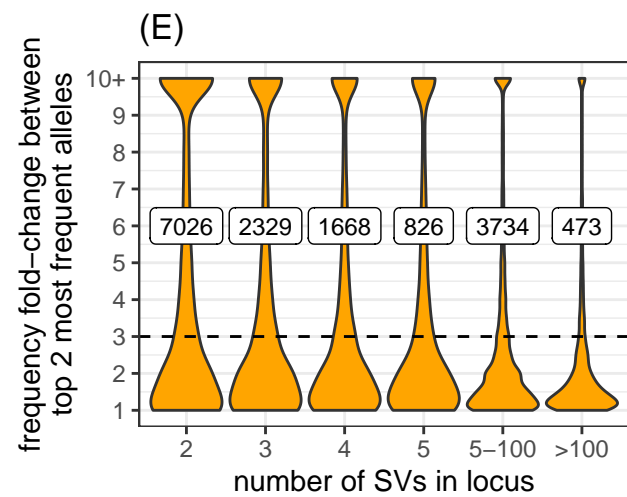 (E)
frequency fold−change between
top 2 most frequent alleles
10+
9
8
7
6
5
4
3
2
1
7026 2329 1668 826 3734 473
2 3 4 5 5−100 >100
number of SVs in locus